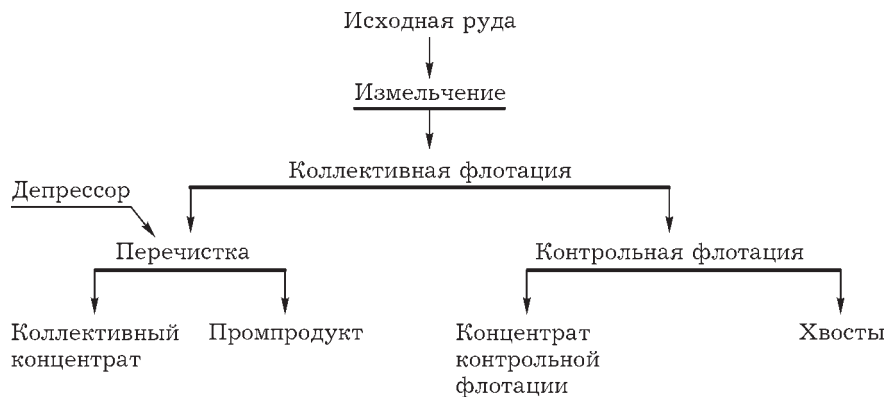 Исходная руда
Измельчение
Коллективная флотация
Депрессор
Перечистка
Контрольная флотация
Коллективный
концентрат
Промпродукт
Концентрат
контрольной
флотации
Хвосты